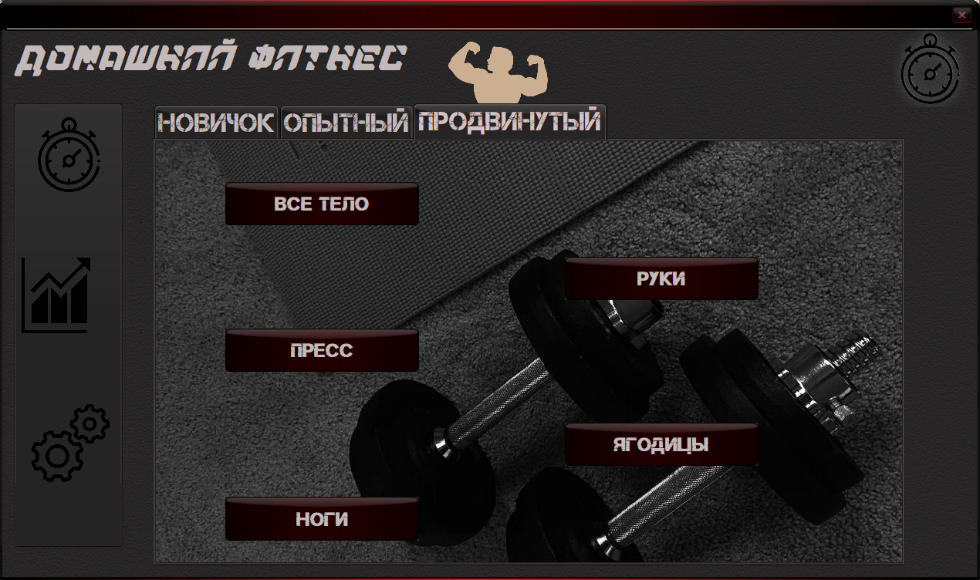 ДОМАШНИЙ ФИТНЕС
НОВИЧОК ОПЫТНЫЙ ПРОДВИНУТЫЙ
ВСЕ ТЕЛО
РУКИ
ПРЕСС
ЯГОДИЦЫ
НОГИ